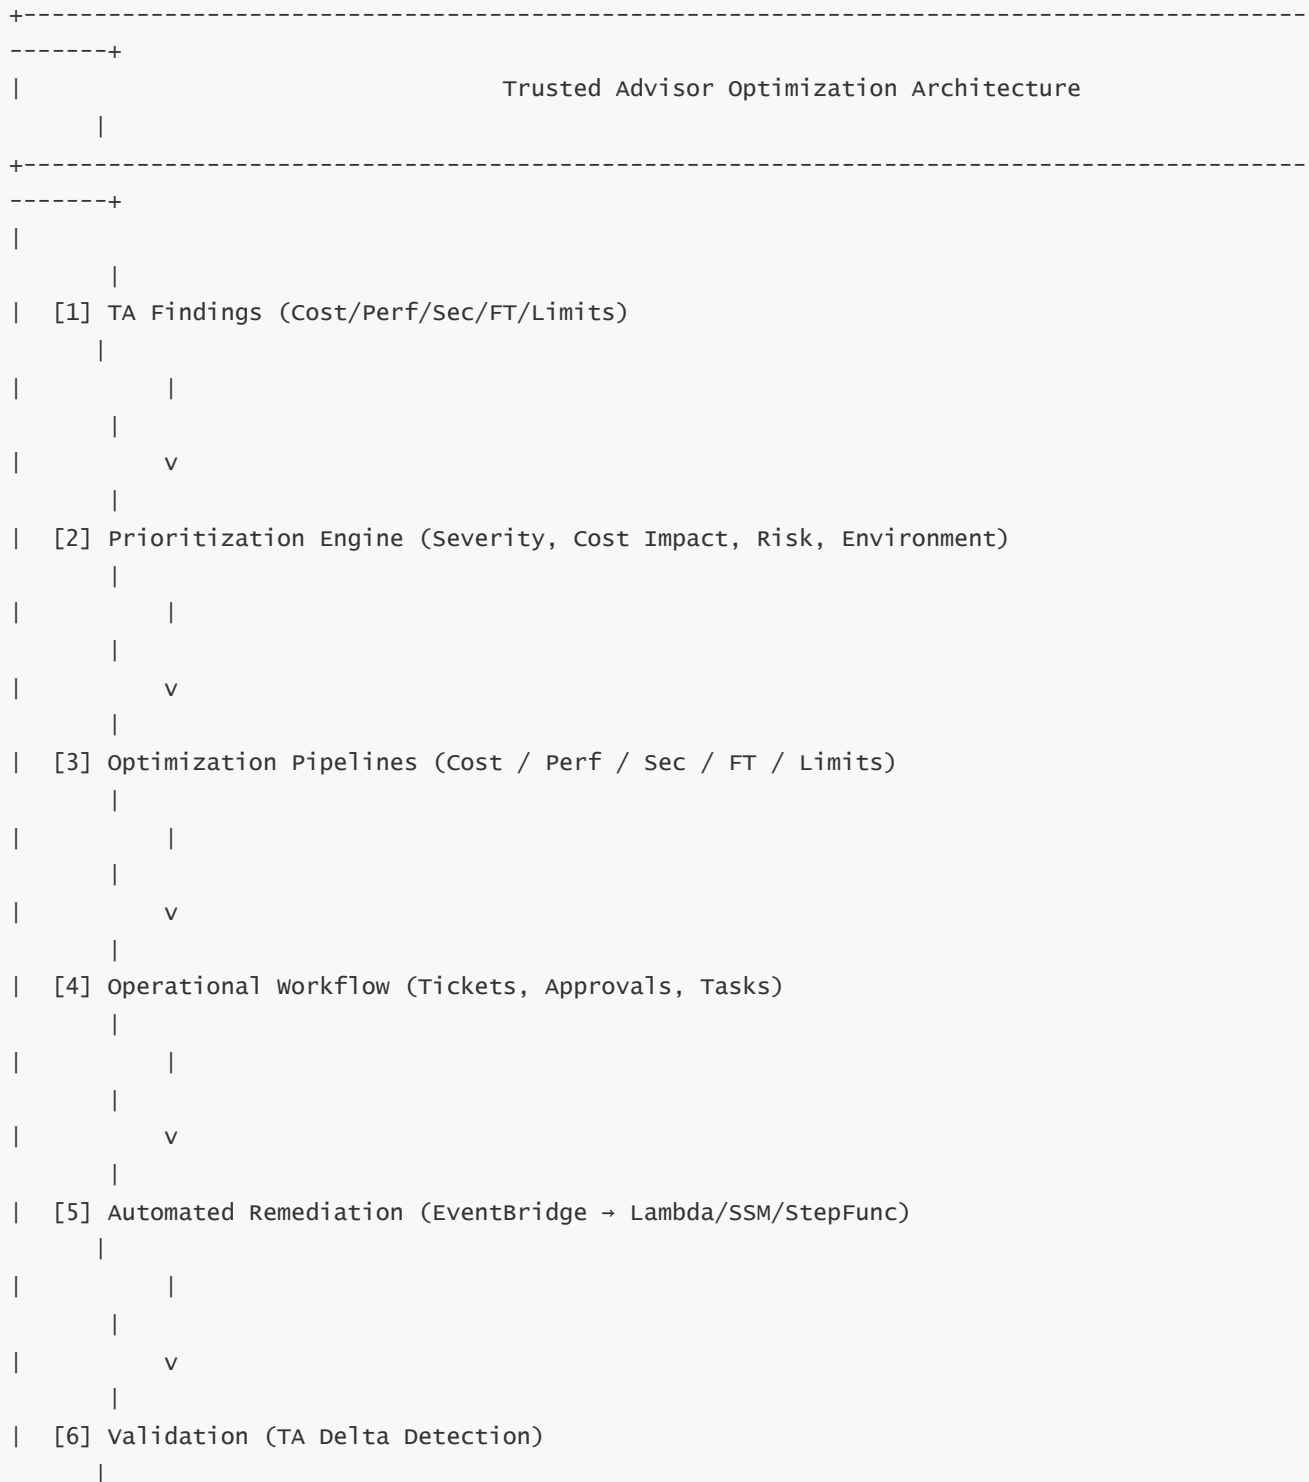 +-------------------------------------------------------------------------------------------
-------+
|                                  Trusted Advisor Optimization Architecture
      |
+-------------------------------------------------------------------------------------------
-------+
|
       |
|  [1] TA Findings (Cost/Perf/Sec/FT/Limits)
      |
|          |
       |
|          v
       |
|  [2] Prioritization Engine (Severity, Cost Impact, Risk, Environment)
       |
|          |
       |
|          v
       |
|  [3] Optimization Pipelines (Cost / Perf / Sec / FT / Limits)
       |
|          |
       |
|          v
       |
|  [4] Operational Workflow (Tickets, Approvals, Tasks)
       |
|          |
       |
|          v
       |
|  [5] Automated Remediation (EventBridge → Lambda/SSM/StepFunc)
      |
|          |
       |
|          v
       |
|  [6] Validation (TA Delta Detection)
      |